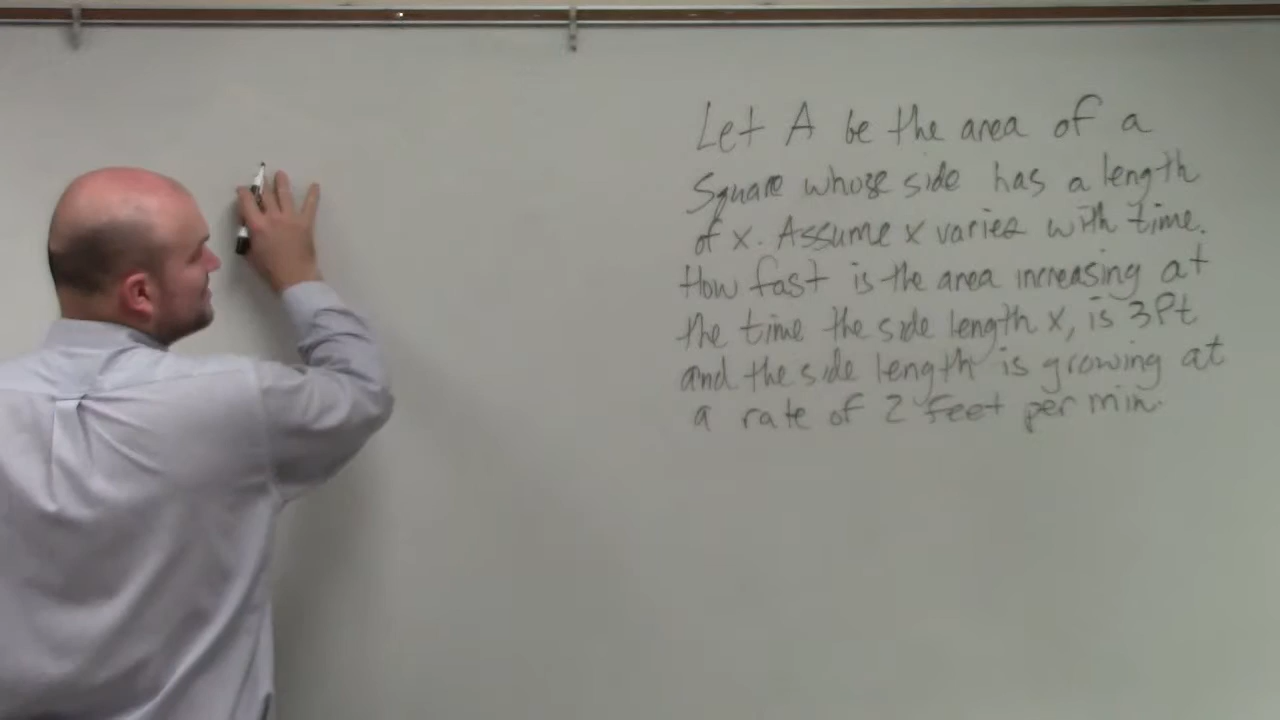 Let A be the area of a
Square whose side has a length
of x. Assume x varies with time.
How fast is the area increasing at
the time the side length x, is 3ft
and the side length is growing at
a rate of 2 feet per min.